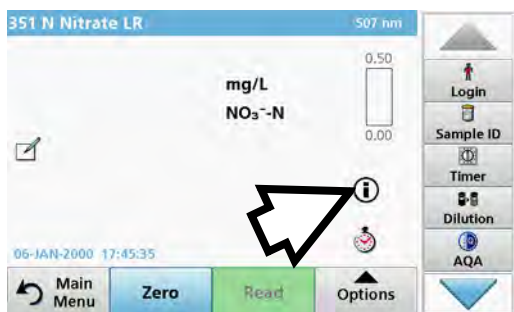 351 N Nitrate LR 507 nm
0.50
mg/L
NO₃⁻-N
0.00
i
06-JAN-2000 17:45:35
Main Menu
Zero
Read
Options
Login
Sample ID
Timer
Dilution
AQA